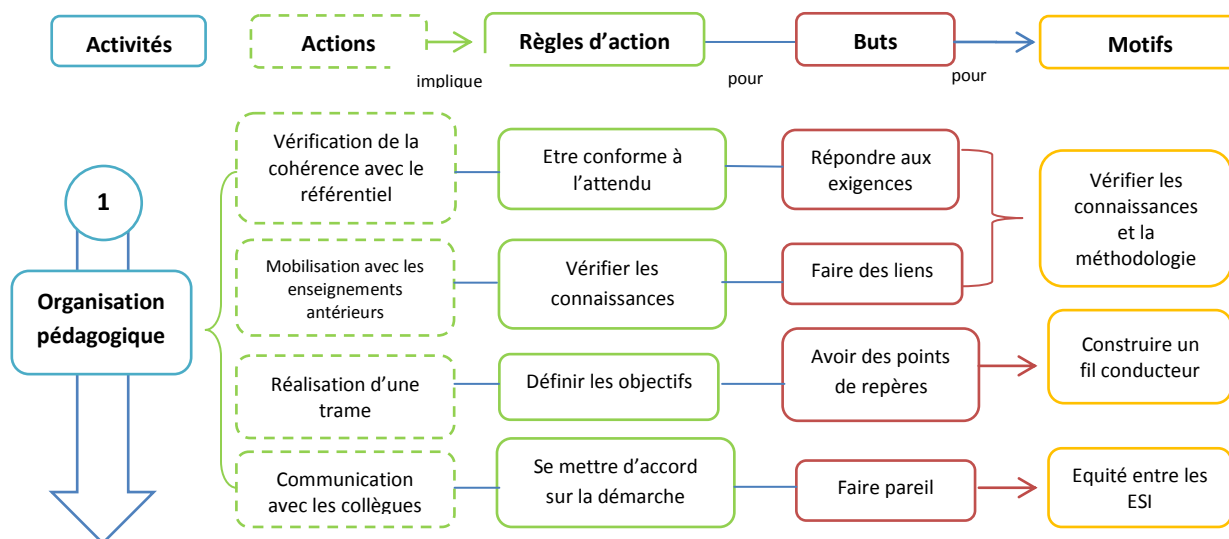 Activités
Actions
Règles d'action
Buts
Motifs
implique
pour
pour
1
Organisation
pédagogique
Vérification de la
cohérence avec le
référentiel
Etre conforme à
l'attendu
Répondre aux
exigences
Vérifier les
connaissances
et la
méthodologie
Mobilisation avec les
enseignements
antérieurs
Vérifier les
connaissances
Faire des liens
Réalisation d'une
trame
Définir les objectifs
Avoir des points
de repères
Construire un
fil conducteur
Communication
avec les collègues
Se mettre d'accord
sur la démarche
Faire pareil
Equité entre les
ESI